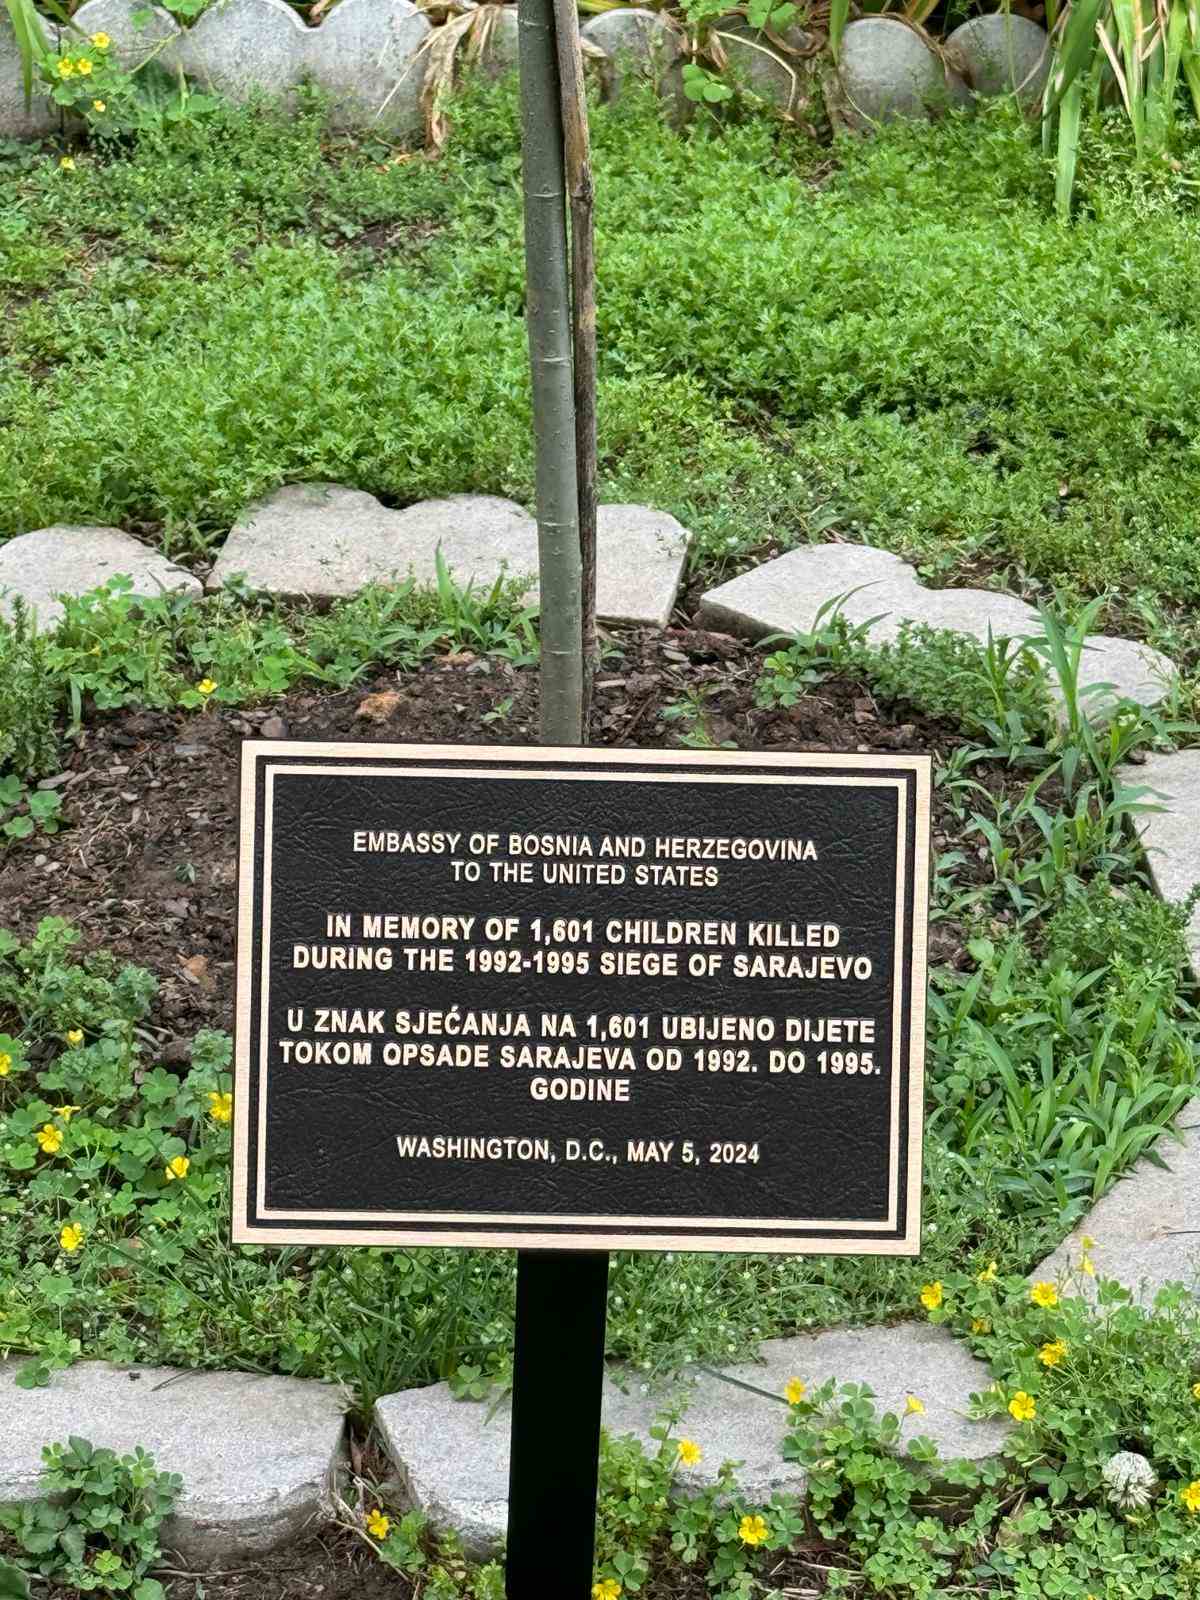 EMBASSY OF BOSNIA AND HERZEGOVINA
TO THE UNITED STATES
IN MEMORY OF 1,601 CHILDREN KILLED
DURING THE 1992-1995 SIEGE OF SARAJEVO
U ZNAK SJEĆANJA NA 1,601 UBIJENO DIJETE
TOKOM OPSADE SARAJEVA OD 1992. DO 1995.
GODINE
WASHINGTON, D.C., MAY 5, 2024